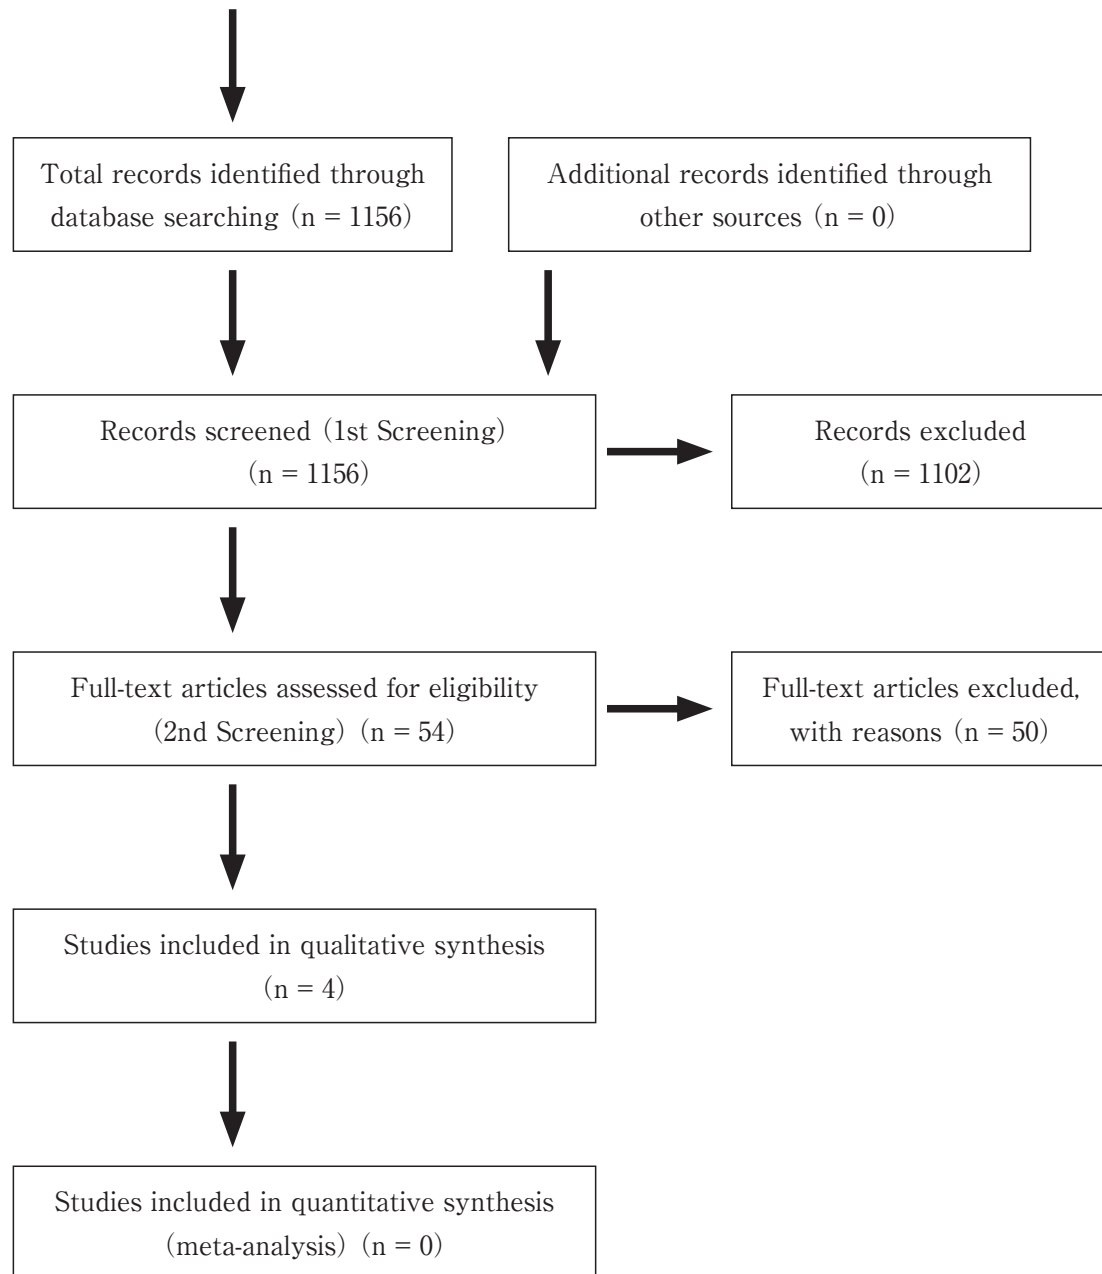 Total records identified through
database searching (n = 1156)
Additional records identified through
other sources (n = 0)
Records screened (1st Screening)
(n = 1156)
Records excluded
(n = 1102)
Full-text articles assessed for eligibility
(2nd Screening) (n = 54)
Full-text articles excluded,
with reasons (n = 50)
Studies included in qualitative synthesis
(n = 4)
Studies included in quantitative synthesis
(meta-analysis) (n = 0)